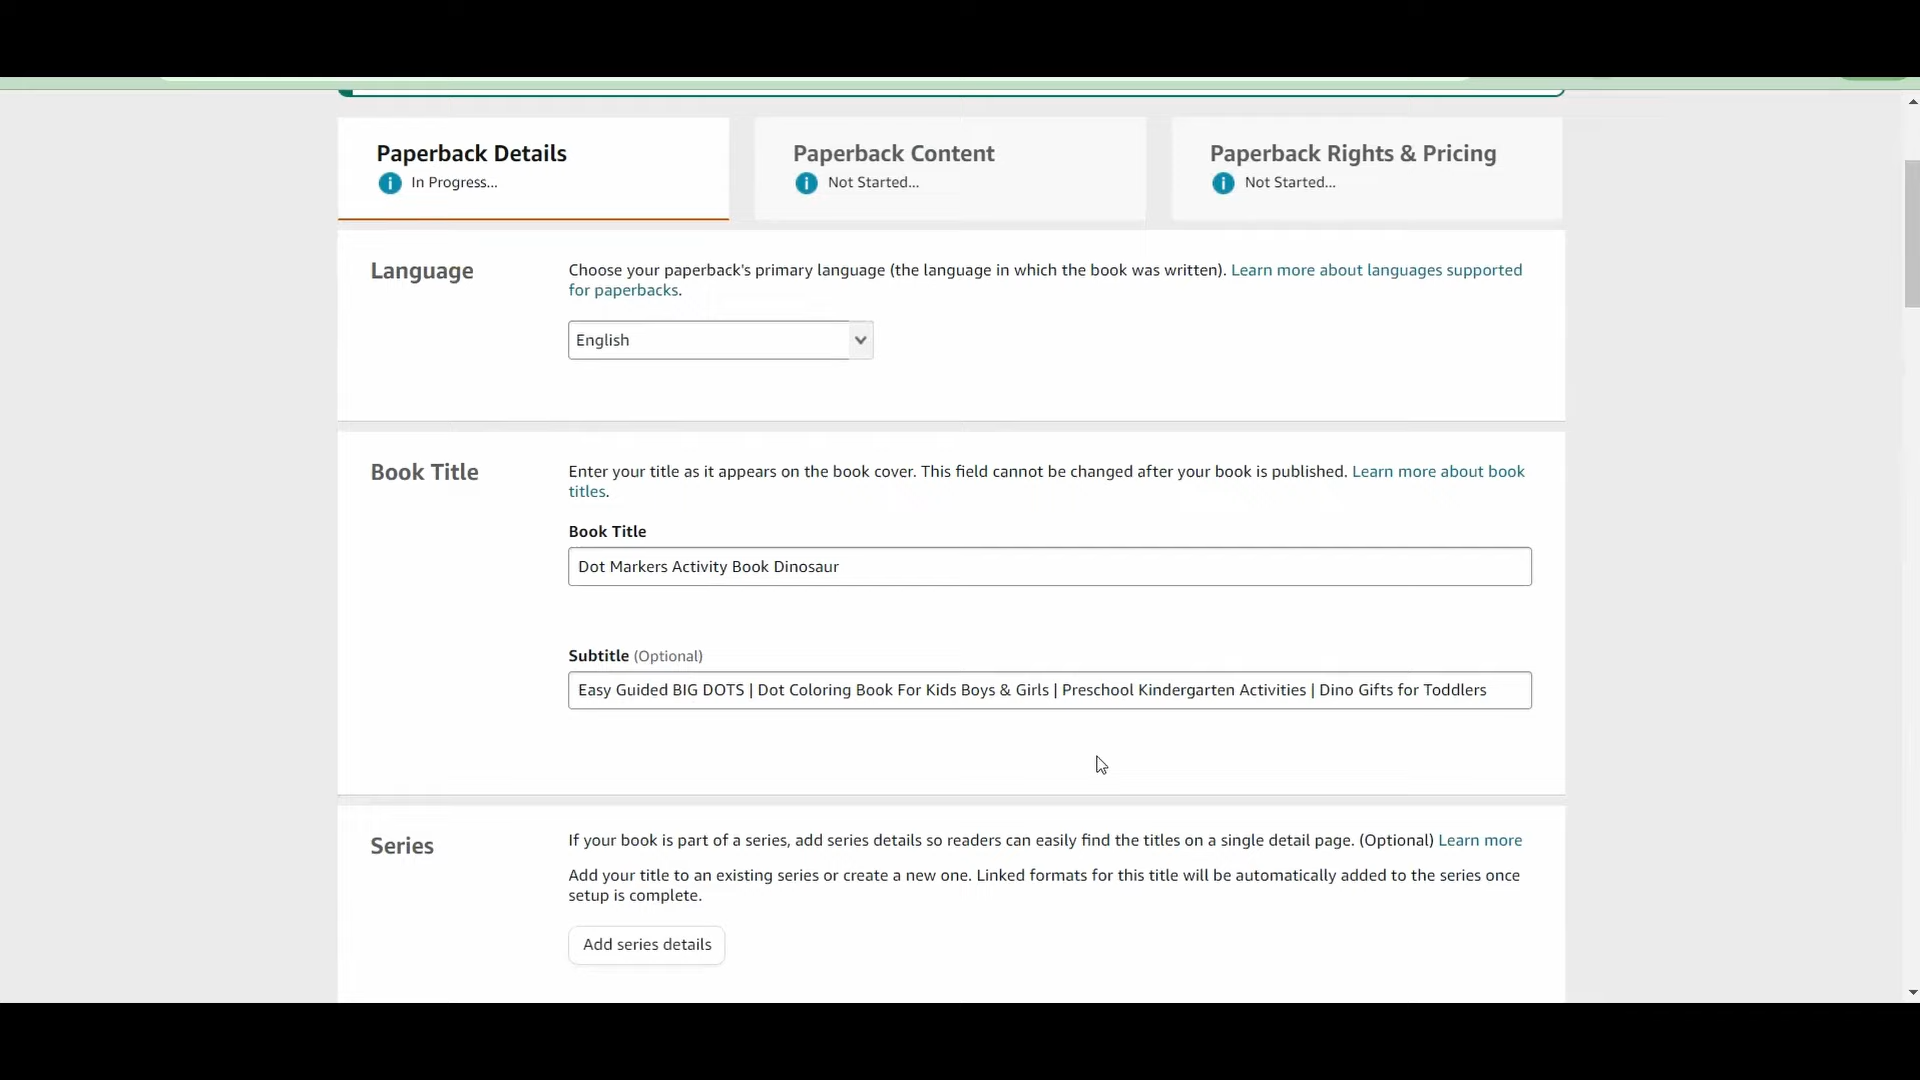 Paperback Details
In Progress...
Paperback Content
Not Started...
Paperback Rights & Pricing
Not Started...
Language
Choose your paperback's primary language (the language in which the book was written). Learn more about languages supported
for paperbacks.
English
Book Title
Enter your title as it appears on the book cover. This field cannot be changed after your book is published. Learn more about book
titles.
Book Title
Dot Markers Activity Book Dinosaur
Subtitle (Optional)
Easy Guided BIG DOTS | Dot Coloring Book For Kids Boys & Girls | Preschool Kindergarten Activities | Dino Gifts for Toddlers
Series
If your book is part of a series, add series details so readers can easily find the titles on a single detail page. (Optional) Learn more
Add your title to an existing series or create a new one. Linked formats for this title will be automatically added to the series once
setup is complete.
Add series details